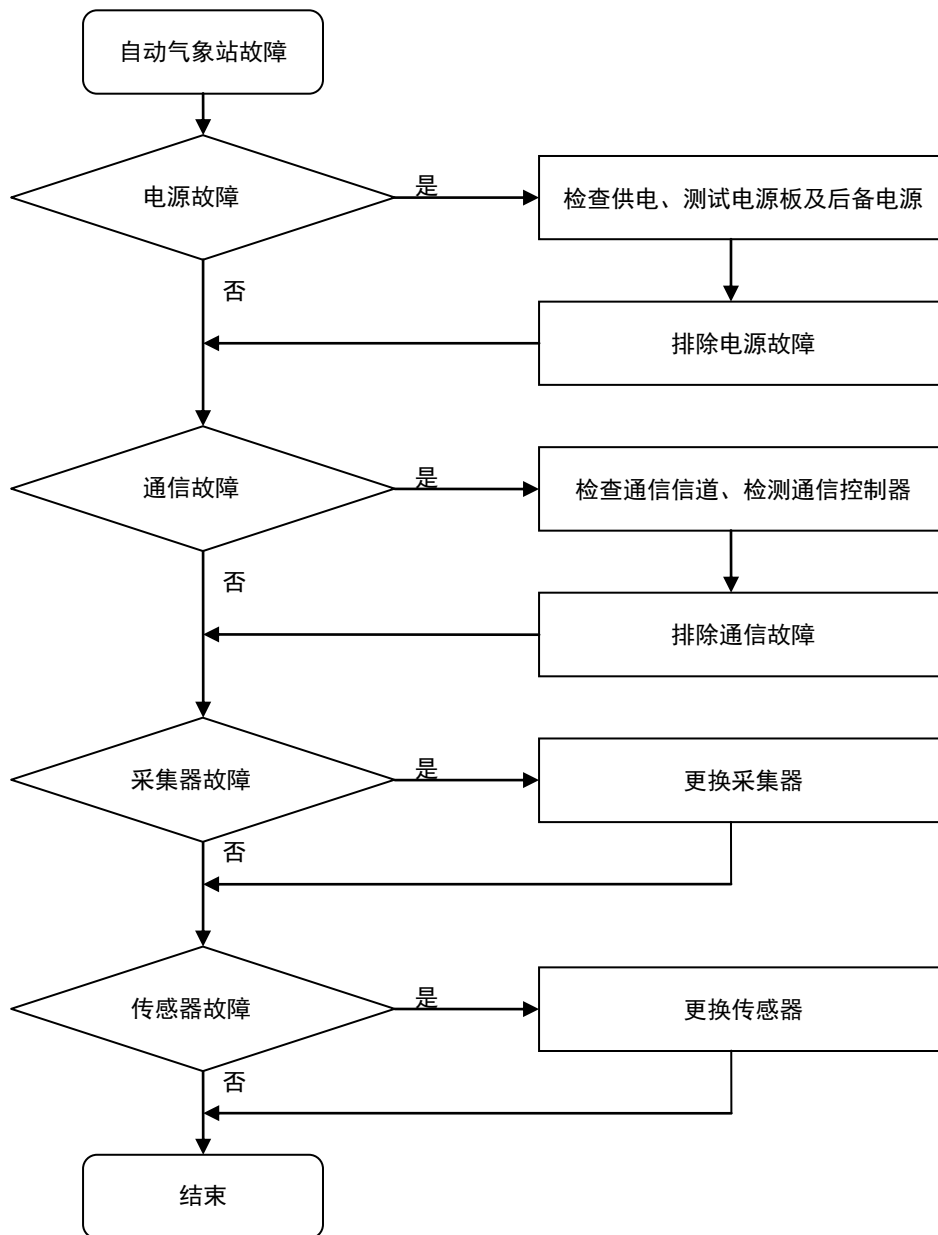 自动气象站故障
电源故障
是
检查供电、测试电源板及后备电源
否
排除电源故障
通信故障
是
检查通信信道、检测通信控制器
否
排除通信故障
采集器故障
是
更换采集器
否
传感器故障
是
更换传感器
否
结束